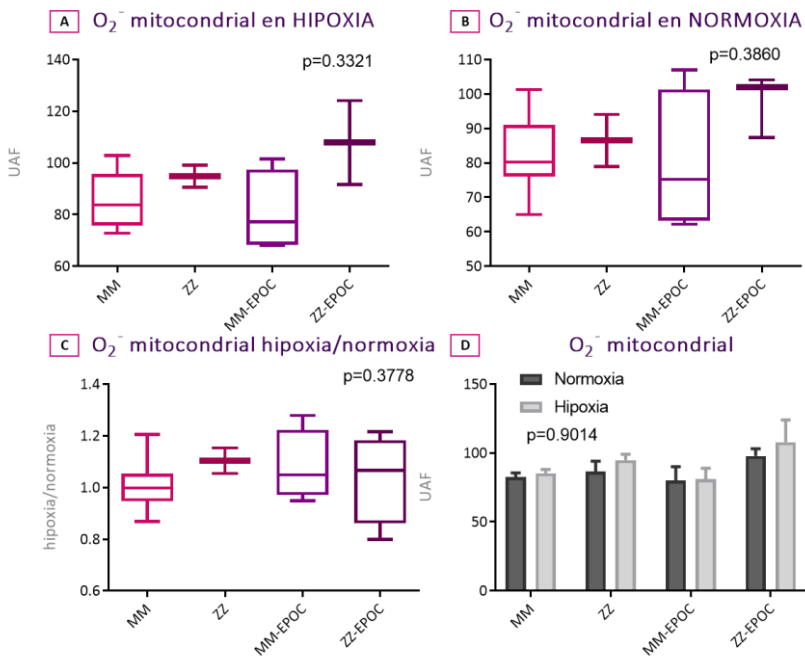 A O₂⁻ mitocondrial en HIPOXIA
p=0.3321
UAF
140
120
100
80
60
MM
ZZ
MM-EPOC
ZZ-EPOC
B O₂⁻ mitocondrial en NORMOXIA
p=0.3860
UAF
110
100
90
80
70
60
50
MM
ZZ
MM-EPOC
ZZ-EPOC
C O₂⁻ mitocondrial hipoxia/normoxia
p=0.3778
hipoxia/normoxia
1.4
1.2
1.0
0.8
0.6
MM
ZZ
MM-EPOC
ZZ-EPOC
D O₂⁻ mitocondrial
Normoxia
Hipoxia
p=0.9014
UAF
150
100
50
0
MM
ZZ
MM-EPOC
ZZ-EPOC